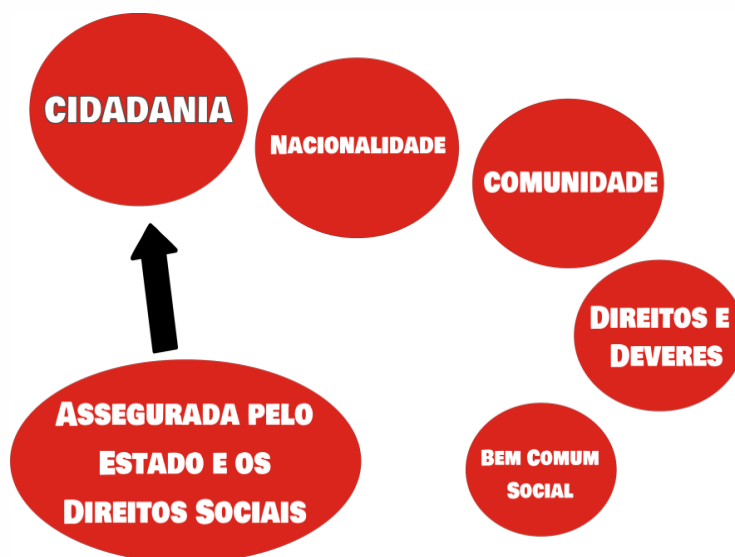 CIDADANIA
NACIONALIDADE
COMUNIDADE
DIREITOS E
DEVERES
BEM COMUM
SOCIAL
ASSEGURADA PELO
ESTADO E OS
DIREITOS SOCIAIS